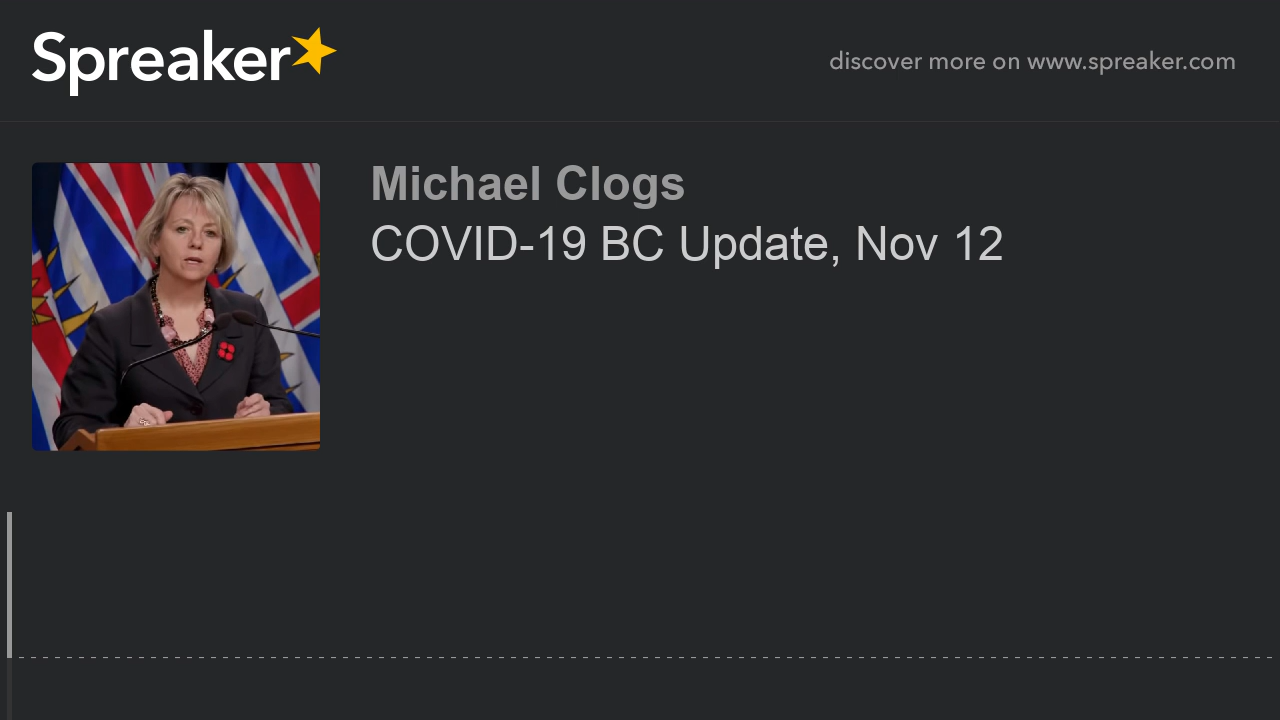 Spreaker
discover more on www.spreaker.com
Michael Clogs
COVID-19 BC Update, Nov 12